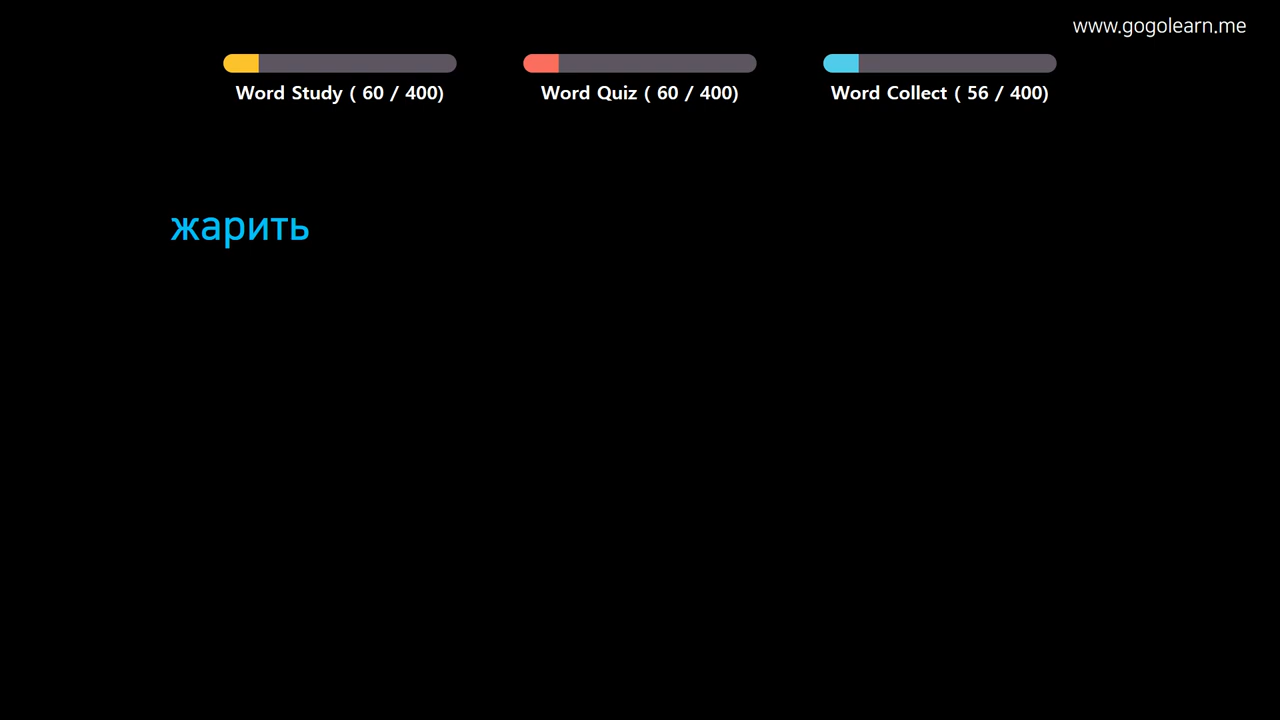 www.gogolearn.me
Word Study ( 60 / 400)
Word Quiz ( 60 / 400)
Word Collect ( 56 / 400)
жарить